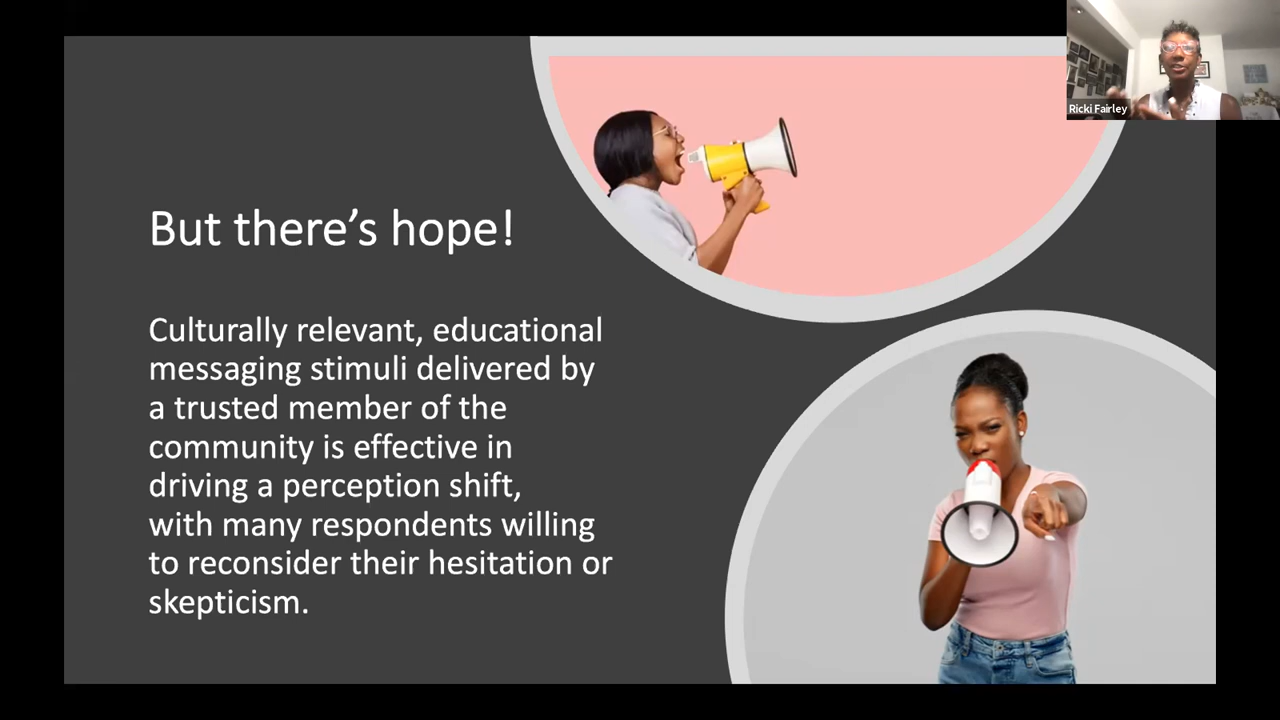 Ricki Fairley
But there’s hope!
Culturally relevant, educational
messaging stimuli delivered by
a trusted member of the
community is effective in
driving a perception shift,
with many respondents willing
to reconsider their hesitation or
skepticism.